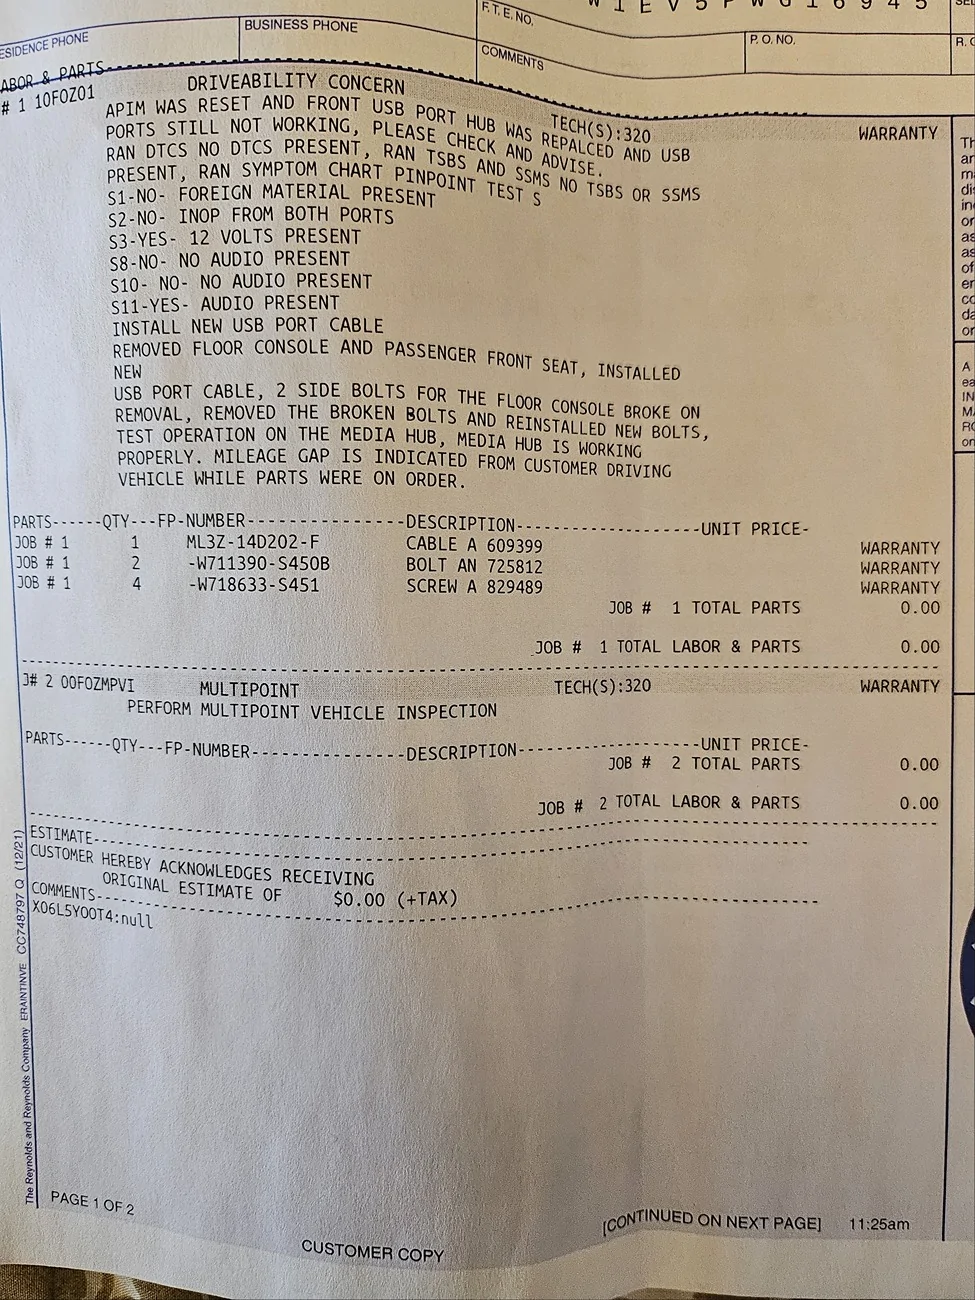 W1EV5PWG16945
F.T.E. NO.
RESIDENCE PHONE
BUSINESS PHONE
COMMENTS
P. O. NO.
LABOR & PARTS
# 1 10FOZ01 DRIVEABILITY CONCERN TECH(S):320 WARRANTY
APIM WAS RESET AND FRONT USB PORT HUB WAS REPALCED AND USB
PORTS STILL NOT WORKING, PLEASE CHECK AND ADVISE.
RAN DTCS NO DTCS PRESENT, RAN TSBS AND SSMS NO TSBS OR SSMS
PRESENT, RAN SYMPTOM CHART PINPOINT TEST S
S1-NO- FOREIGN MATERIAL PRESENT
S2-NO- INOP FROM BOTH PORTS
S3-YES- 12 VOLTS PRESENT
S8-NO- NO AUDIO PRESENT
S10- NO- NO AUDIO PRESENT
S11-YES- AUDIO PRESENT
INSTALL NEW USB PORT CABLE
REMOVED FLOOR CONSOLE AND PASSENGER FRONT SEAT, INSTALLED
NEW
USB PORT CABLE, 2 SIDE BOLTS FOR THE FLOOR CONSOLE BROKE ON
REMOVAL, REMOVED THE BROKEN BOLTS AND REINSTALLED NEW BOLTS,
TEST OPERATION ON THE MEDIA HUB, MEDIA HUB IS WORKING
PROPERLY. MILEAGE GAP IS INDICATED FROM CUSTOMER DRIVING
VEHICLE WHILE PARTS WERE ON ORDER.
PARTS------QTY---FP-NUMBER---------------DESCRIPTION------------------UNIT PRICE-
JOB # 1 1 ML3Z-14D202-F CABLE A 609399 WARRANTY
JOB # 1 2 -W711390-S450B BOLT AN 725812 WARRANTY
JOB # 1 4 -W718633-S451 SCREW A 829489 WARRANTY
JOB # 1 TOTAL PARTS 0.00
JOB # 1 TOTAL LABOR & PARTS 0.00
J# 2 00FOZMPVI MULTIPOINT TECH(S):320 WARRANTY
PERFORM MULTIPOINT VEHICLE INSPECTION
PARTS------QTY---FP-NUMBER---------------DESCRIPTION------------------UNIT PRICE-
JOB # 2 TOTAL PARTS 0.00
JOB # 2 TOTAL LABOR & PARTS 0.00
ESTIMATE
CUSTOMER HEREBY ACKNOWLEDGES RECEIVING
ORIGINAL ESTIMATE OF $0.00 (+TAX)
COMMENTS
X06L5Y00T4:null
The Reynolds and Reynolds Company ERAINTINVE CC748797 Q (12/21)
PAGE 1 OF 2
CUSTOMER COPY
[CONTINUED ON NEXT PAGE] 11:25am